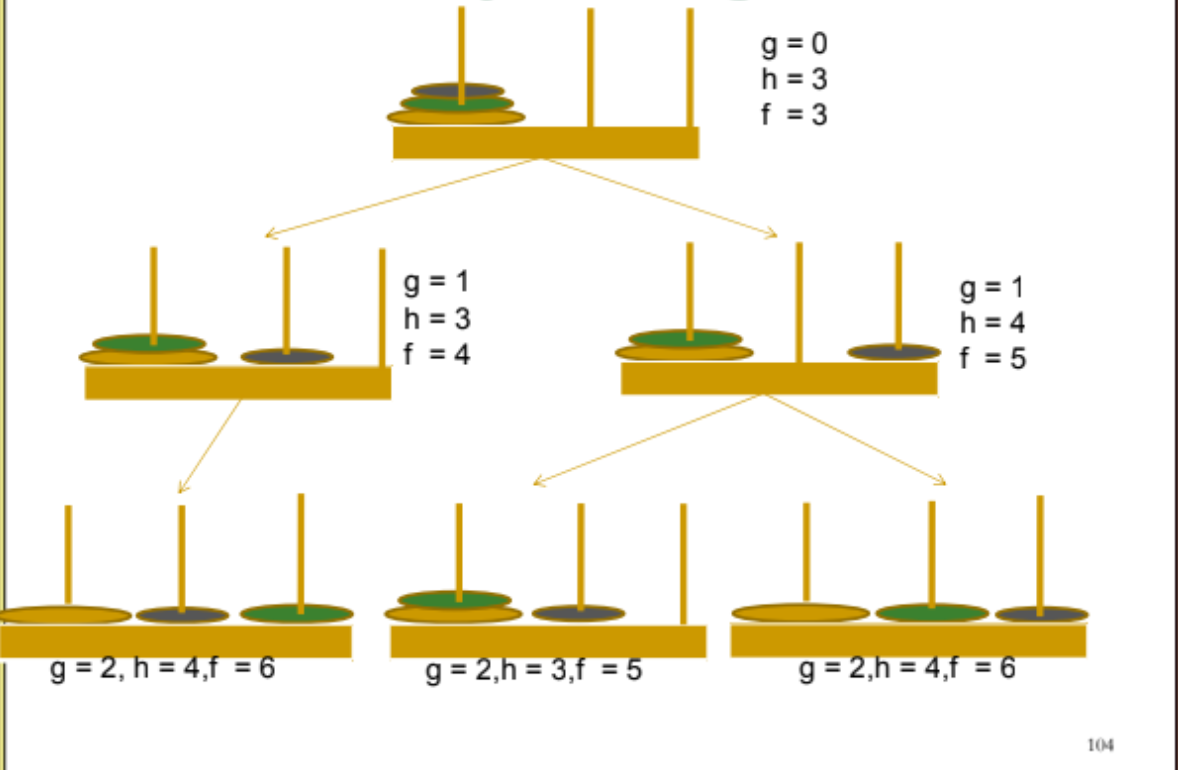 g = 0
h = 3
f = 3
g = 1
h = 3
f = 4
g = 1
h = 4
f = 5
g = 2, h = 4,f = 6
g = 2,h = 3,f = 5
g = 2,h = 4,f = 6
104